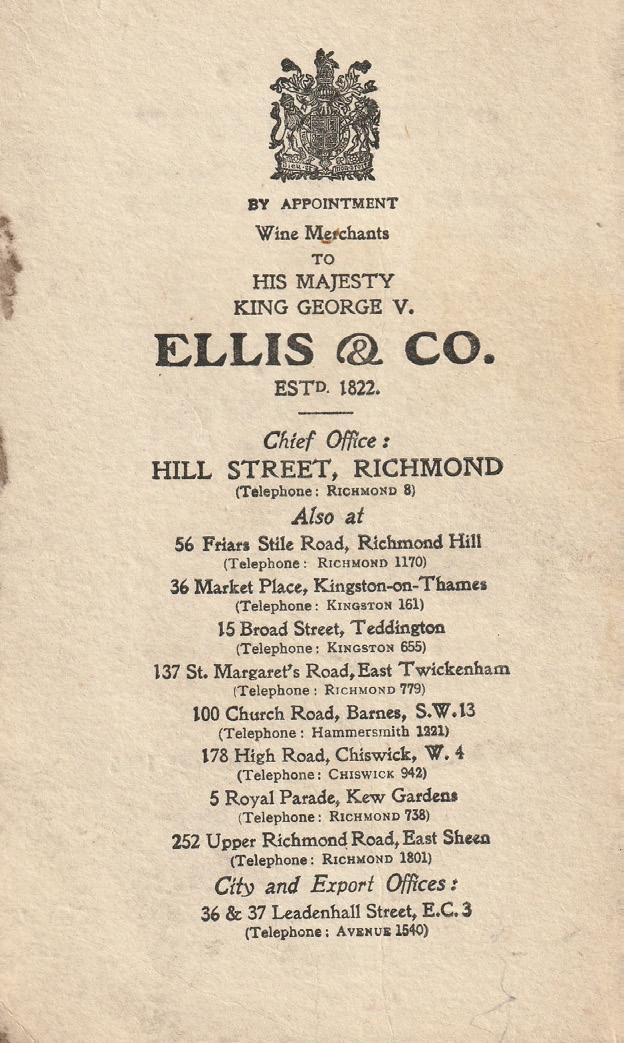 BY APPOINTMENT
Wine Merchants
TO
HIS MAJESTY
KING GEORGE V.
ELLIS & CO.
ESTD. 1822.
Chief Office:
HILL STREET, RICHMOND
(Telephone: RICHMOND 8)
Also at
56 Friars Stile Road, Richmond Hill
(Telephone: RICHMOND 1170)
36 Market Place, Kingston-on-Thames
(Telephone: KINGSTON 161)
15 Broad Street, Teddington
(Telephone: KINGSTON 655)
137 St. Margaret's Road, East Twickenham
(Telephone: RICHMOND 779)
100 Church Road, Barnes, S.W.13
(Telephone: Hammersmith 1221)
178 High Road, Chiswick, W. 4
(Telephone: CHISWICK 942)
5 Royal Parade, Kew Gardens
(Telephone: RICHMOND 738)
252 Upper Richmond Road, East Sheen
(Telephone: RICHMOND 1801)
City and Export Offices:
36 & 37 Leadenhall Street, E.C. 3
(Telephone: AVENUE 1540)